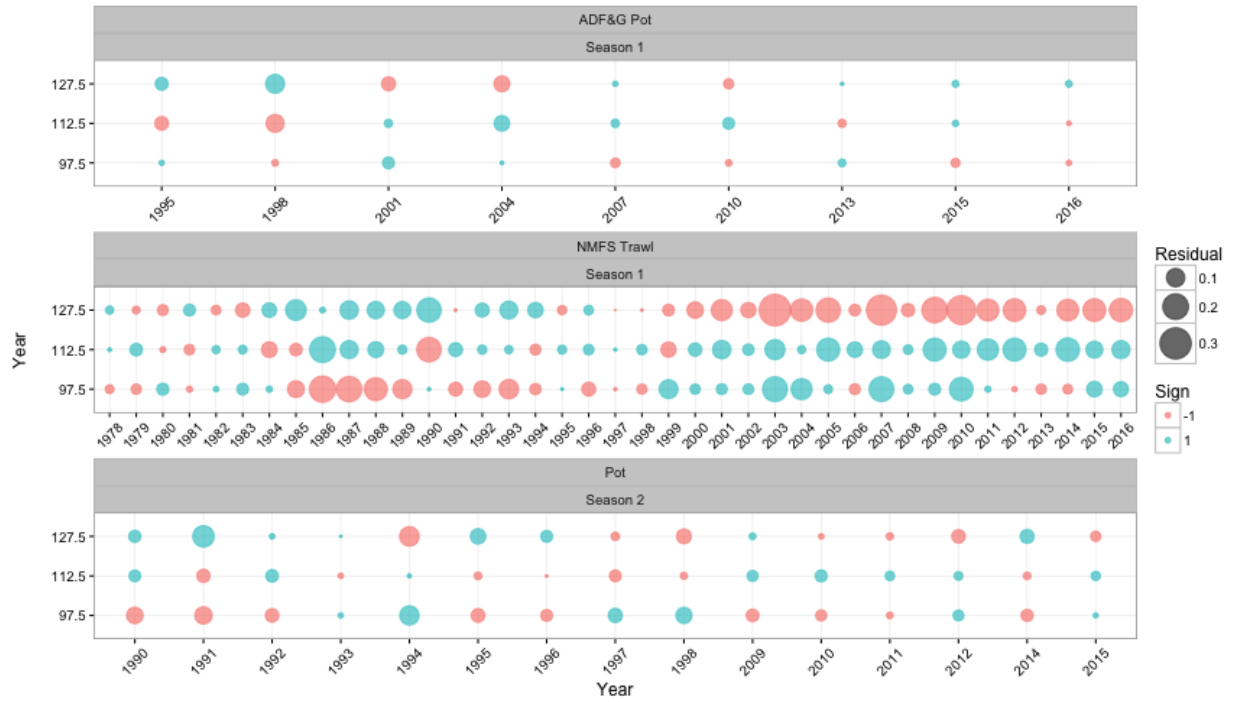 ADF&G Pot
Season 1
127.5
112.5
97.5
1995 1998 2001 2004 2007 2010 2013 2015 2016
NMFS Trawl
Season 1
127.5
112.5
97.5
1978 1979 1980 1981 1982 1983 1984 1985 1986 1987 1988 1989 1990 1991 1992 1993 1994 1995 1996 1997 1998 1999 2000 2001 2002 2003 2004 2005 2006 2007 2008 2009 2010 2011 2012 2013 2014 2015 2016
Pot
Season 2
127.5
112.5
97.5
1990 1991 1992 1993 1994 1995 1996 1997 1998 2009 2010 2011 2012 2014 2015
Year
Year
Residual
0.1
0.2
0.3
Sign
-1
1